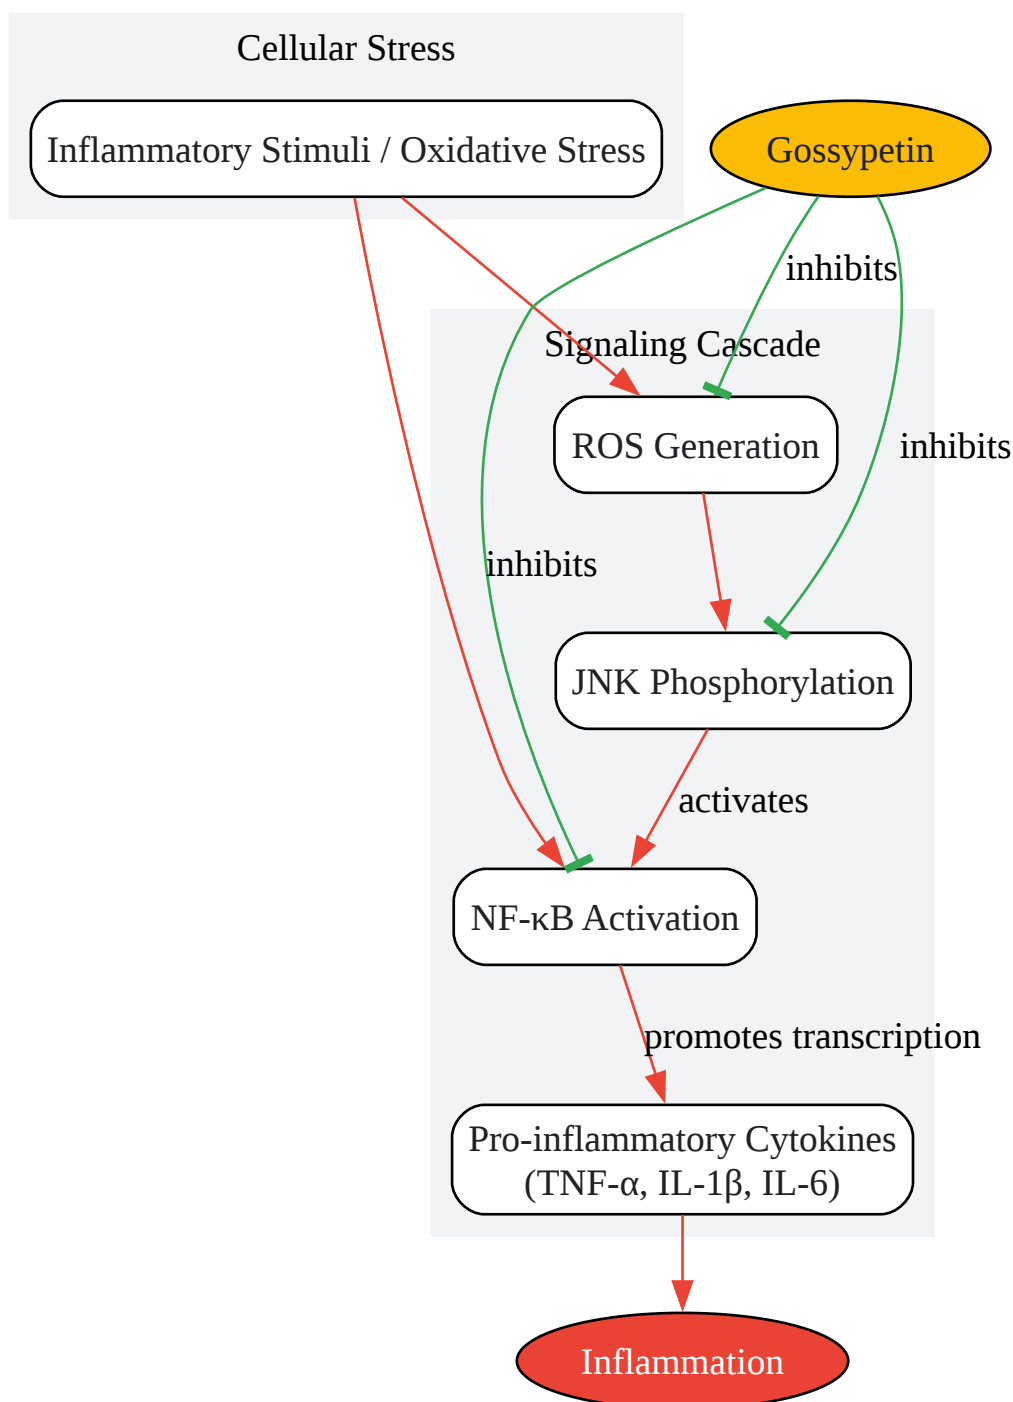 Cellular Stress
Inflammatory Stimuli / Oxidative Stress
Gossypetin
inhibits
Signaling Cascade
ROS Generation
inhibits
inhibits
JNK Phosphorylation
activates
NF-κB Activation
promotes transcription
Pro-inflammatory Cytokines
(TNF-α, IL-1β, IL-6)
Inflammation